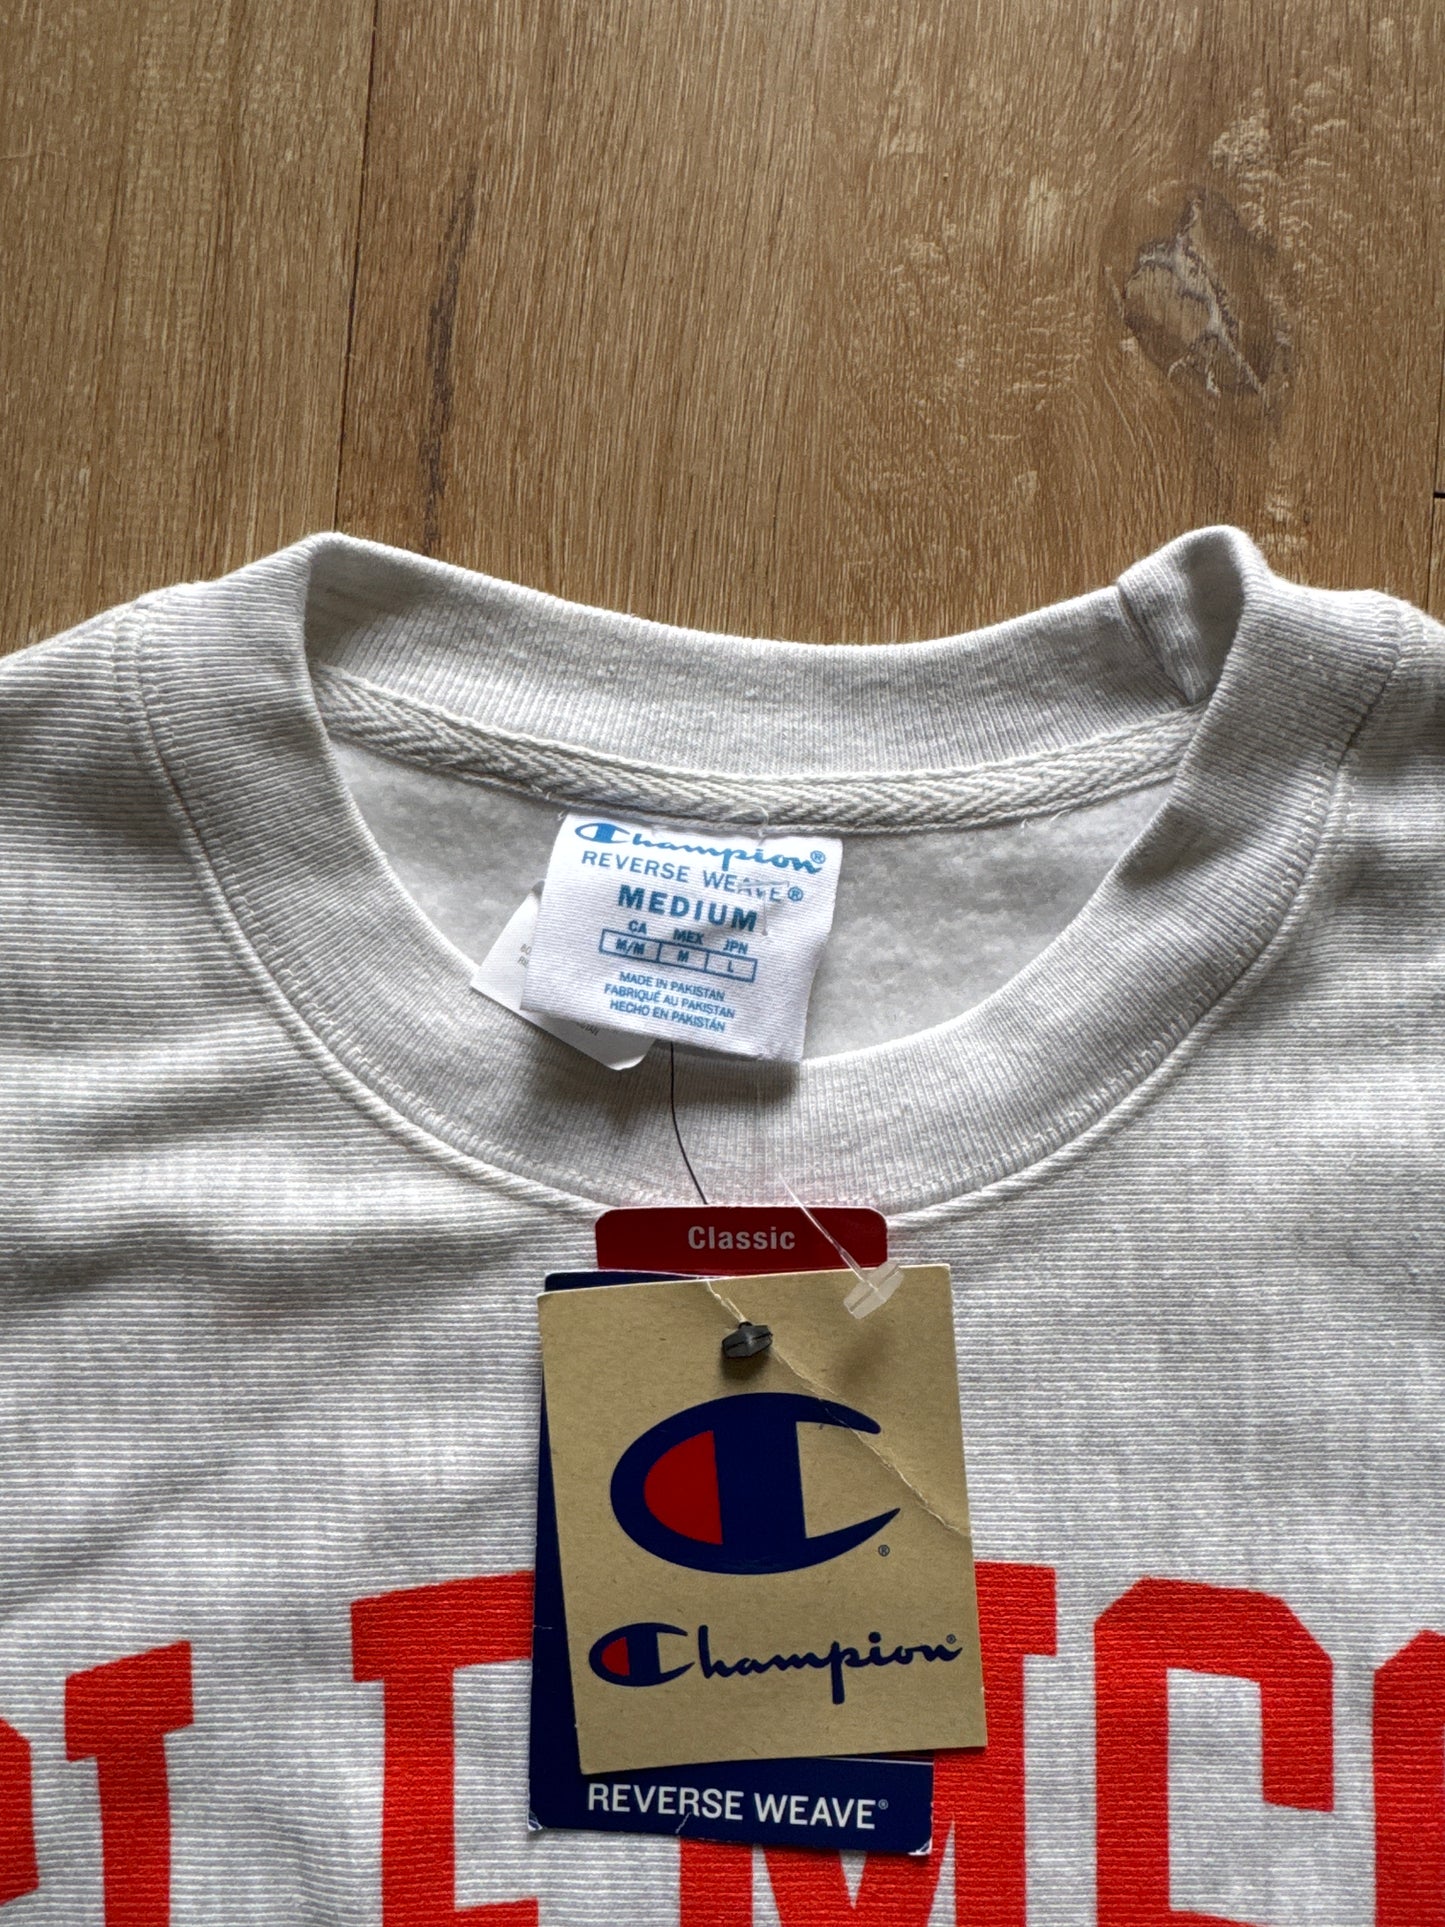 Champion®
REVERSE WEAVE®
MEDIUM
CA MEX JPN
M/M M L
MADE IN PAKISTAN
FABRIQUÉ AU PAKISTAN
HECHO EN PAKISTÁN
Classic
®
Champion®
REVERSE WEAVE®